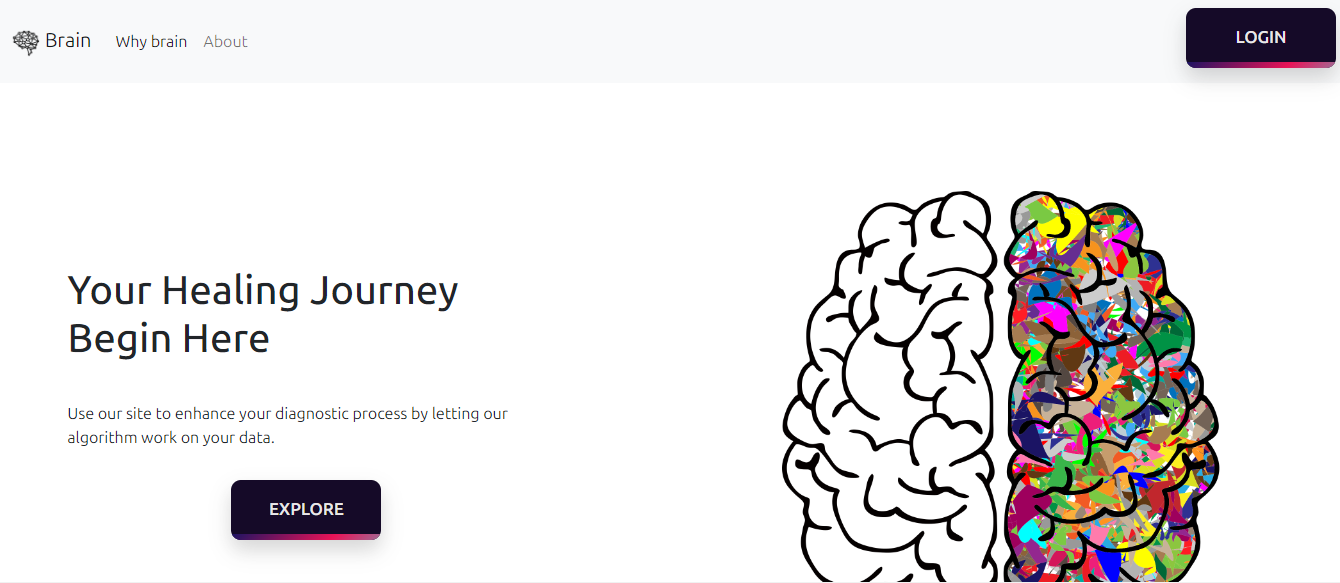 Brain
Why brain
About
LOGIN
Your Healing Journey
Begin Here
Use our site to enhance your diagnostic process by letting our
algorithm work on your data.
EXPLORE